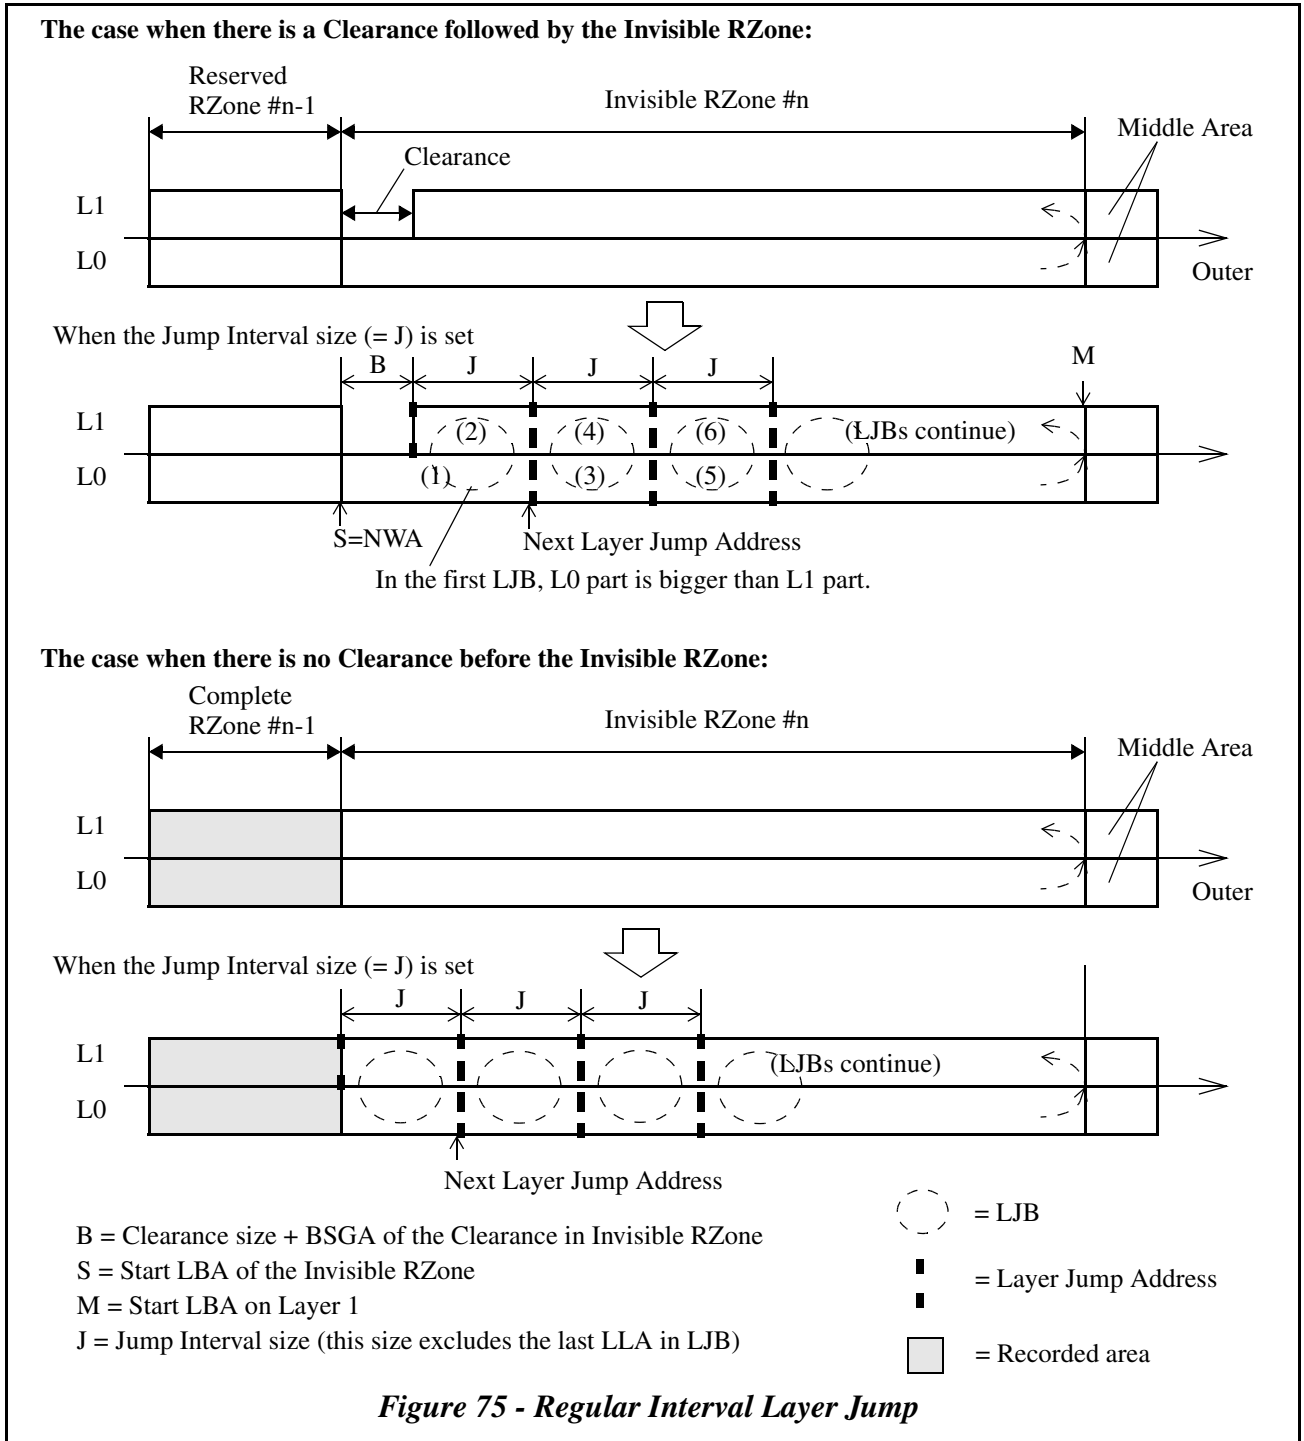 The case when there is a Clearance followed by the Invisible RZone:
Reserved
RZone #n-1
Invisible RZone #n
Middle Area
Clearance
L1
L0
Outer
When the Jump Interval size (= J) is set
B
J
J
J
M
L1
(2)
(4)
(6)
(LJBs continue)
L0
(1)
(3)
(5)
S=NWA
Next Layer Jump Address
In the first LJB, L0 part is bigger than L1 part.
The case when there is no Clearance before the Invisible RZone:
Complete
RZone #n-1
Invisible RZone #n
Middle Area
L1
L0
Outer
When the Jump Interval size (= J) is set
J
J
J
L1
(LJBs continue)
L0
Next Layer Jump Address
B = Clearance size + BSGA of the Clearance in Invisible RZone
S = Start LBA of the Invisible RZone
M = Start LBA on Layer 1
J = Jump Interval size (this size excludes the last LLA in LJB)
= LJB
= Layer Jump Address
= Recorded area
Figure 75 - Regular Interval Layer Jump